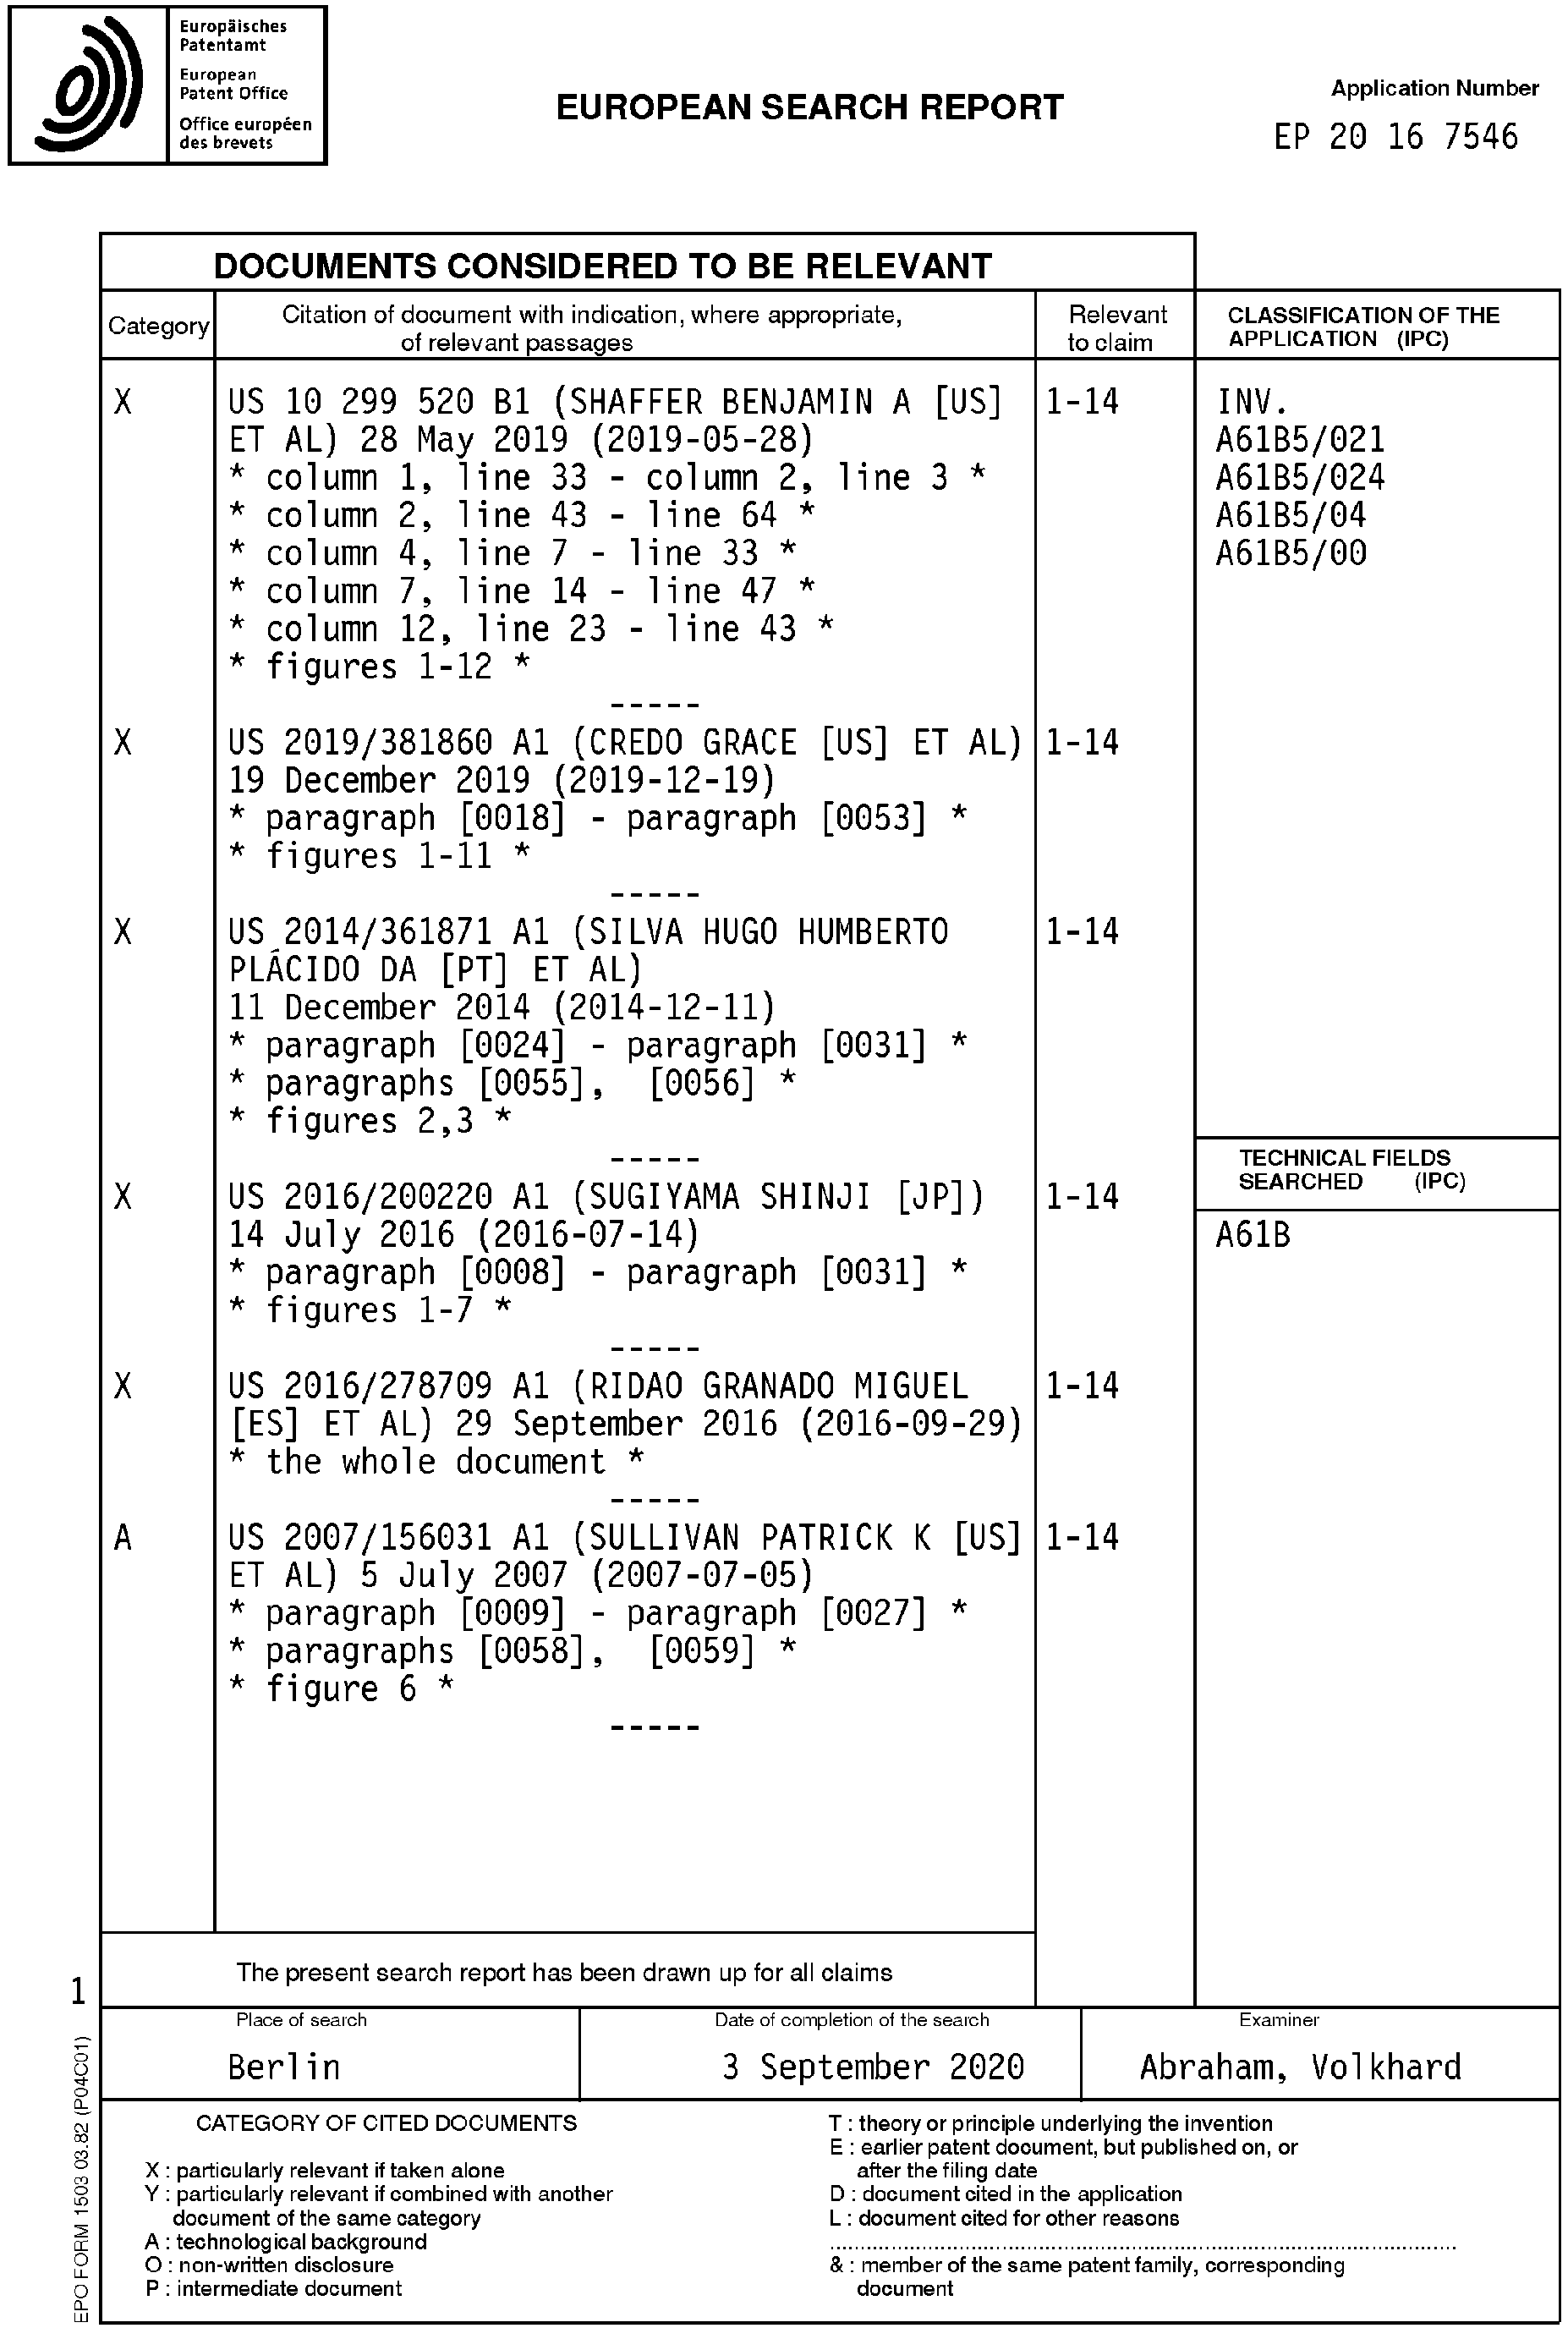 Europäisches
Patentamt
European
Patent Office
Office européen
des brevets
EUROPEAN SEARCH REPORT
Application Number
EP 20 16 7546
DOCUMENTS CONSIDERED TO BE RELEVANT
Category
Citation of document with indication, where appropriate,
of relevant passages
Relevant
to claim
CLASSIFICATION OF THE
APPLICATION (IPC)
X
US 10 299 520 B1 (SHAFFER BENJAMIN A [US]
ET AL) 28 May 2019 (2019-05-28)
* column 1, line 33 - column 2, line 3 *
* column 2, line 43 - line 64 *
* column 4, line 7 - line 33 *
* column 7, line 14 - line 47 *
* column 12, line 23 - line 43 *
* figures 1-12 *
-----
1-14
INV.
A61B5/021
A61B5/024
A61B5/04
A61B5/00
X
US 2019/381860 A1 (CREDO GRACE [US] ET AL)
19 December 2019 (2019-12-19)
* paragraph [0018] - paragraph [0053] *
* figures 1-11 *
-----
1-14
X
US 2014/361871 A1 (SILVA HUGO HUMBERTO
PLÁCIDO DA [PT] ET AL)
11 December 2014 (2014-12-11)
* paragraph [0024] - paragraph [0031] *
* paragraphs [0055], [0056] *
* figures 2,3 *
-----
1-14
TECHNICAL FIELDS
SEARCHED (IPC)
A61B
X
US 2016/200220 A1 (SUGIYAMA SHINJI [JP])
14 July 2016 (2016-07-14)
* paragraph [0008] - paragraph [0031] *
* figures 1-7 *
-----
1-14
X
US 2016/278709 A1 (RIDAO GRANADO MIGUEL
[ES] ET AL) 29 September 2016 (2016-09-29)
* the whole document *
-----
1-14
A
US 2007/156031 A1 (SULLIVAN PATRICK K [US]
ET AL) 5 July 2007 (2007-07-05)
* paragraph [0009] - paragraph [0027] *
* paragraphs [0058], [0059] *
* figure 6 *
-----
1-14
The present search report has been drawn up for all claims
1
Place of search
Berlin
Date of completion of the search
3 September 2020
Examiner
Abraham, Volkhard
EPO FORM 1503 03.82 (P04C01)
CATEGORY OF CITED DOCUMENTS
X : particularly relevant if taken alone
Y : particularly relevant if combined with another
document of the same category
A : technological background
O : non-written disclosure
P : intermediate document
T : theory or principle underlying the invention
E : earlier patent document, but published on, or
after the filing date
D : document cited in the application
L : document cited for other reasons
& : member of the same patent family, corresponding
document